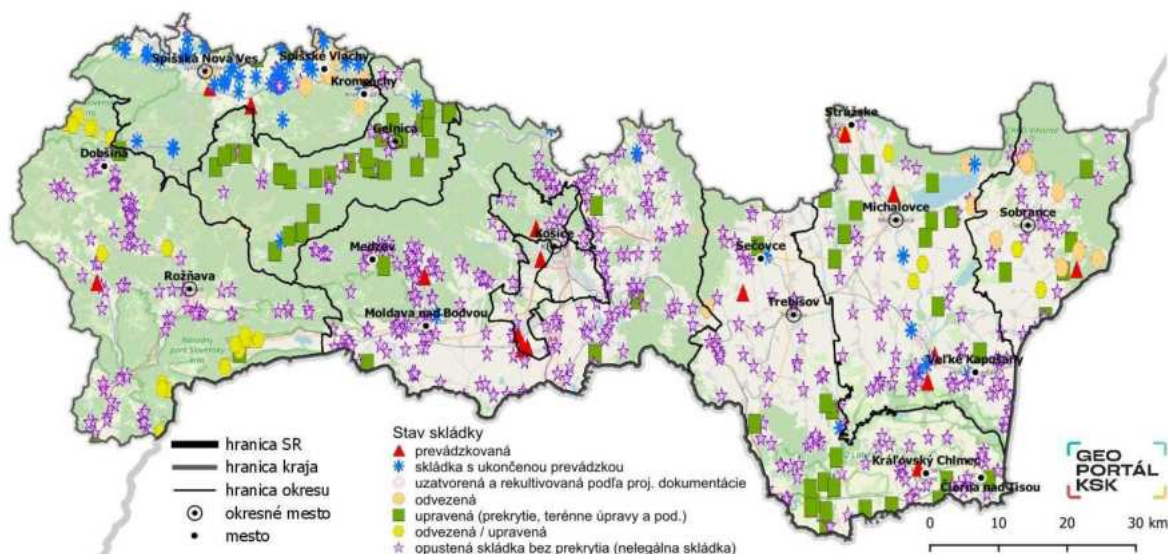 Strážske
Spišská Nová Ves
Spišské Vlachy
Krompachy
Gelnica
Dobšiná
Michalovce
Sobrance
Košice
Medzev
Sečovce
Rožňava
Trebišov
Moldava nad Bodvou
Veľké Kapušany
Kráľovský Chlmec
Čierna nad Tisou
hranica SR
hranica kraja
hranica okresu
okresné mesto
mesto
Stav skládky
prevádzkovaná
skládka s ukončenou prevádzkou
uzatvorená a rekultivovaná podľa proj. dokumentácie
odvezená
upravená (prekrytie, terénne úpravy a pod.)
odvezená / upravená
opustená skládka bez prekrytia (nelegálna skládka)
GEO
PORTÁL
KSK
0 10 20 30 km